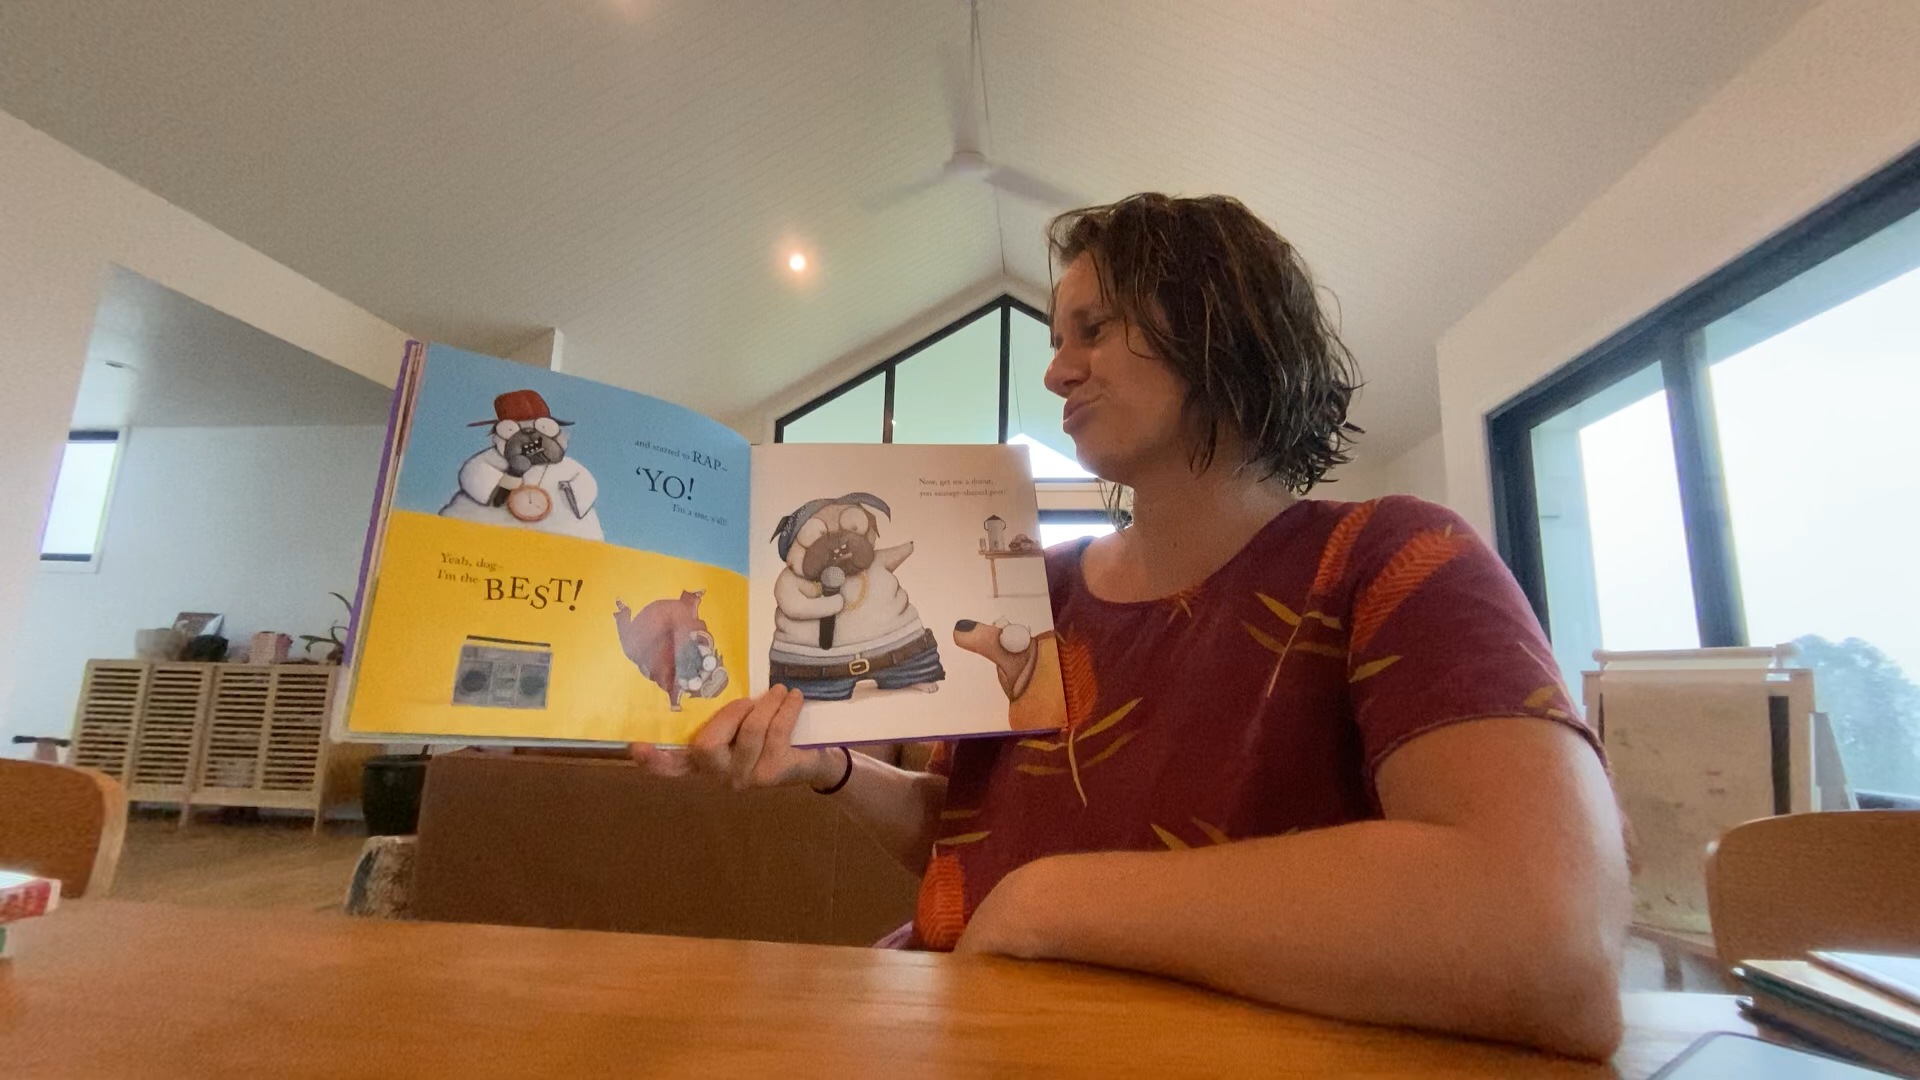 and started to RAP–
'YO!
I'm a star, y'all!
Yeah, dog–
I'm the BEST!
Now, get me a donut,
you sausage-shaped pest!